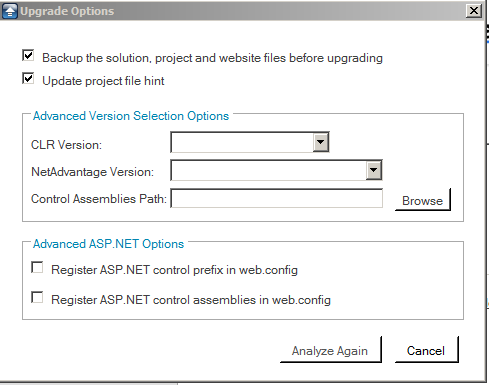 Upgrade Options
Backup the solution, project and website files before upgrading
Update project file hint
Advanced Version Selection Options
CLR Version:
NetAdvantage Version:
Control Assemblies Path:
Browse
Advanced ASP.NET Options
Register ASP.NET control prefix in web.config
Register ASP.NET control assemblies in web.config
Analyze Again Cancel